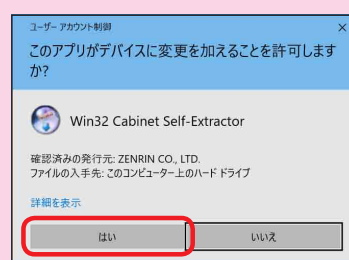 ユーザー アカウント制御
×
このアプリがデバイスに変更を加えることを許可します
か?
Win32 Cabinet Self-Extractor
確認済みの発行元: ZENRIN CO., LTD.
ファイルの入手先: このコンピューター上のハード ドライブ
詳細を表示
はい
いいえ